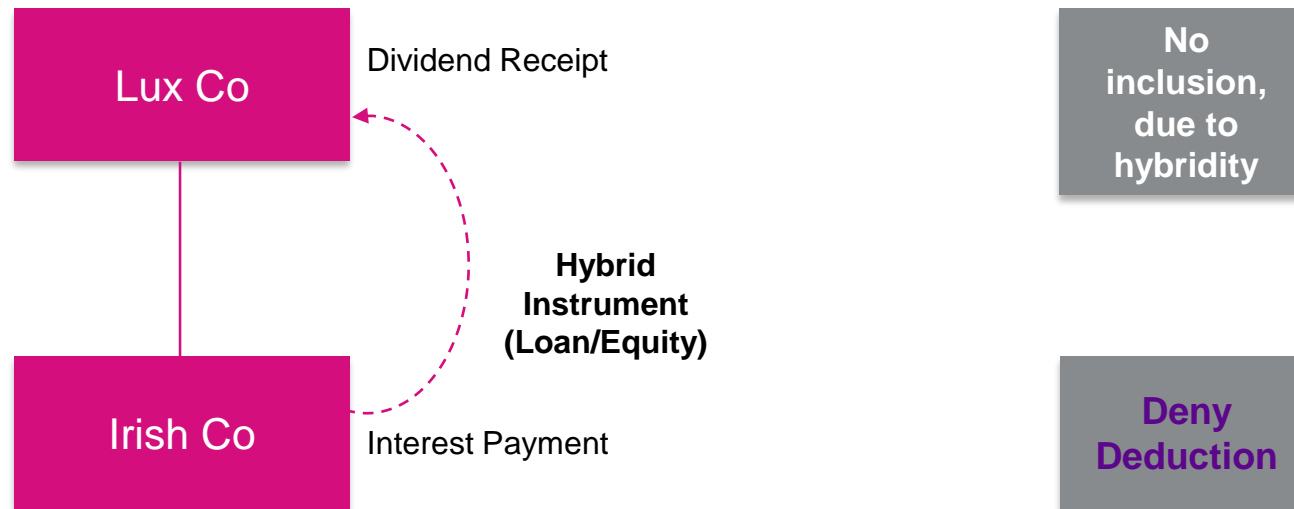 Lux Co
Dividend Receipt
No
inclusion,
due to
hybridity
Hybrid
Instrument
(Loan/Equity)
Irish Co
Interest Payment
Deny
Deduction